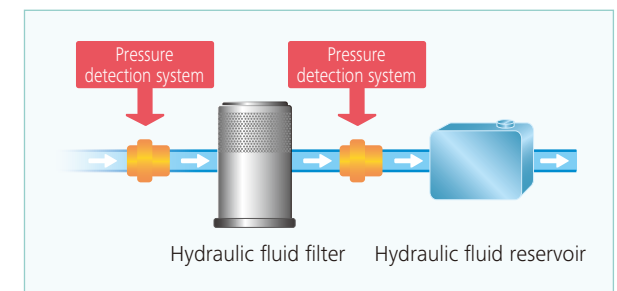 Pressure
detection system
Pressure
detection system
Hydraulic fluid filter
Hydraulic fluid reservoir